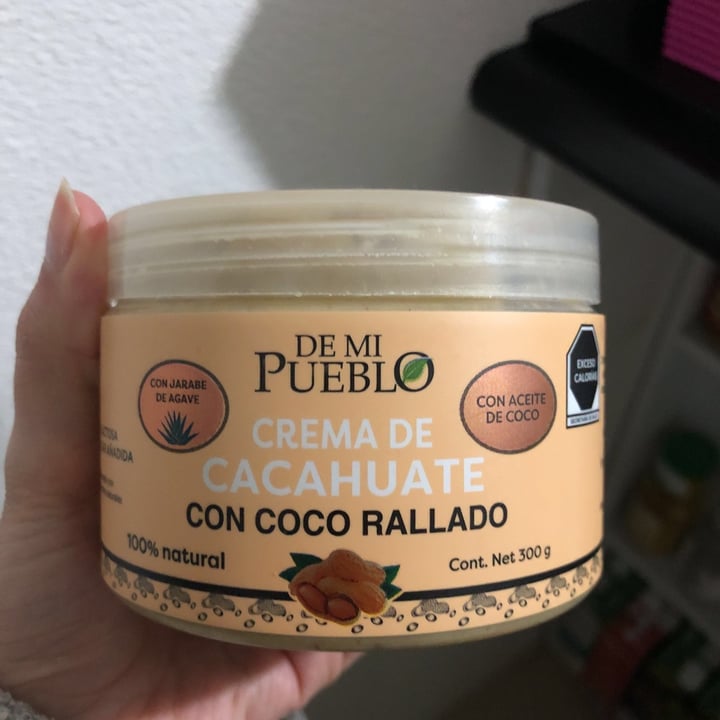 DE MI
PUEBLO
CON JARABE
DE AGAVE
CON ACEITE
DE COCO
EXCESO
CALORÍAS
CREMA DE
CACAHUATE
CON COCO RALLADO
100% natural
Cont. Net 300 g